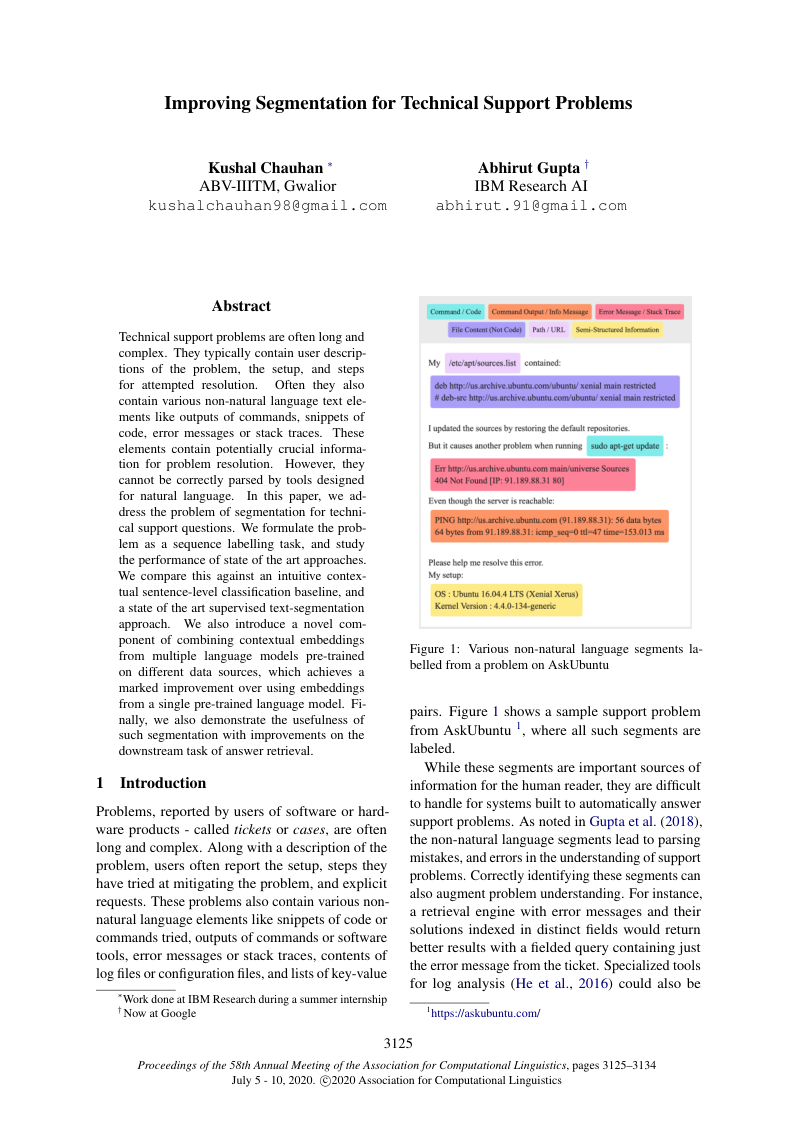 Improving Segmentation for Technical Support Problems
Kushal Chauhan *
ABV-IIITM, Gwalior
kushalchauhan98@gmail.com
Abhirut Gupta †
IBM Research AI
abhirut.91@gmail.com
Abstract
Technical support problems are often long and
complex. They typically contain user descrip-
tions of the problem, the setup, and steps
for attempted resolution. Often they also
contain various non-natural language text ele-
ments like outputs of commands, snippets of
code, error messages or stack traces. These
elements contain potentially crucial informa-
tion for problem resolution. However, they
cannot be correctly parsed by tools designed
for natural language. In this paper, we ad-
dress the problem of segmentation for techni-
cal support questions. We formulate the prob-
lem as a sequence labelling task, and study
the performance of state of the art approaches.
We compare this against an intuitive contex-
tual sentence-level classification baseline, and
a state of the art supervised text-segmentation
approach. We also introduce a novel com-
ponent of combining contextual embeddings
from multiple language models pre-trained
on different data sources, which achieves a
marked improvement over using embeddings
from a single pre-trained language model. Fi-
nally, we also demonstrate the usefulness of
such segmentation with improvements on the
downstream task of answer retrieval.
1 Introduction
Problems, reported by users of software or hard-
ware products - called tickets or cases, are often
long and complex. Along with a description of the
problem, users often report the setup, steps they
have tried at mitigating the problem, and explicit
requests. These problems also contain various non-
natural language elements like snippets of code or
commands tried, outputs of commands or software
tools, error messages or stack traces, contents of
log files or configuration files, and lists of key-value
*Work done at IBM Research during a summer internship
†Now at Google
Command / Code Command Output / Info Message Error Message / Stack Trace
File Content (Not Code) Path / URL Semi-Structured Information
My /etc/apt/sources.list contained:
deb http://us.archive.ubuntu.com/ubuntu/ xenial main restricted
# deb-src http://us.archive.ubuntu.com/ubuntu/ xenial main restricted
I updated the sources by restoring the default repositories.
But it causes another problem when running sudo apt-get update :
Err http://us.archive.ubuntu.com main/universe Sources
404 Not Found [IP: 91.189.88.31 80]
Even though the server is reachable:
PING http://us.archive.ubuntu.com (91.189.88.31): 56 data bytes
64 bytes from 91.189.88.31: icmp_seq=0 ttl=47 time=153.013 ms
Please help me resolve this error.
My setup:
OS : Ubuntu 16.04.4 LTS (Xenial Xerus)
Kernel Version : 4.4.0-134-generic
Figure 1: Various non-natural language segments la-
belled from a problem on AskUbuntu
pairs. Figure 1 shows a sample support problem
from AskUbuntu 1, where all such segments are
labeled.
While these segments are important sources of
information for the human reader, they are difficult
to handle for systems built to automatically answer
support problems. As noted in Gupta et al. (2018),
the non-natural language segments lead to parsing
mistakes, and errors in the understanding of support
problems. Correctly identifying these segments can
also augment problem understanding. For instance,
a retrieval engine with error messages and their
solutions indexed in distinct fields would return
better results with a fielded query containing just
the error message from the ticket. Specialized tools
for log analysis (He et al., 2016) could also be
1https://askubuntu.com/
3125
Proceedings of the 58th Annual Meeting of the Association for Computational Linguistics, pages 3125–3134
July 5 - 10, 2020. ©2020 Association for Computational Linguistics